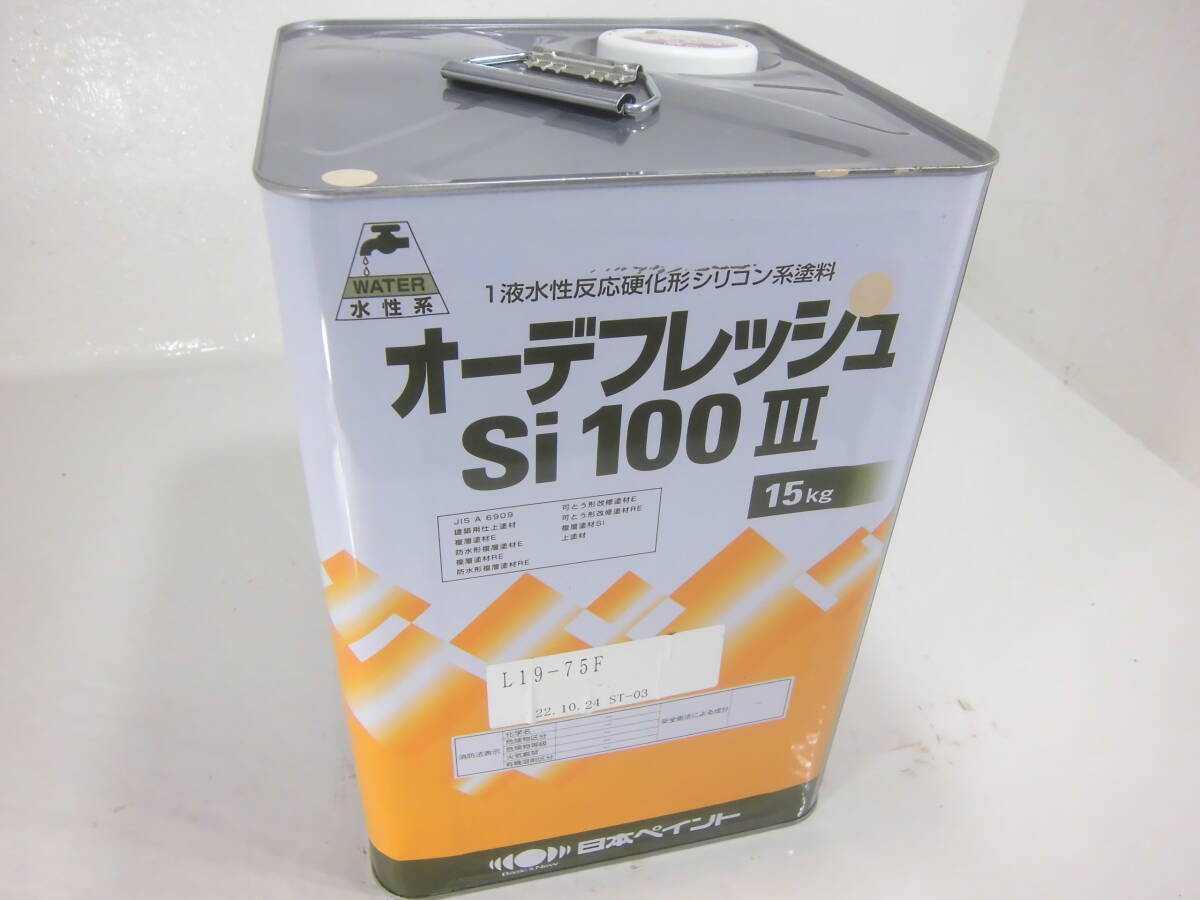 WATER
水性系
1液水性反応硬化形シリコン系塗料
オーデフレッシュ
Si 100 III
15kg
JIS A 6909
建築用仕上塗材
複層塗材E
防水形複層塗材E
複層塗材RE
防水形複層塗材RE
可とう形改修塗材E
可とう形改修塗材RE
複層塗材Si
上塗材
L19-75F
22.10.24 ST-03
消防法表示
化学名
危険物区分
危険物等級
火気厳禁
有機溶剤区分
安全衛法による成分
Basic & New
日本ペイント